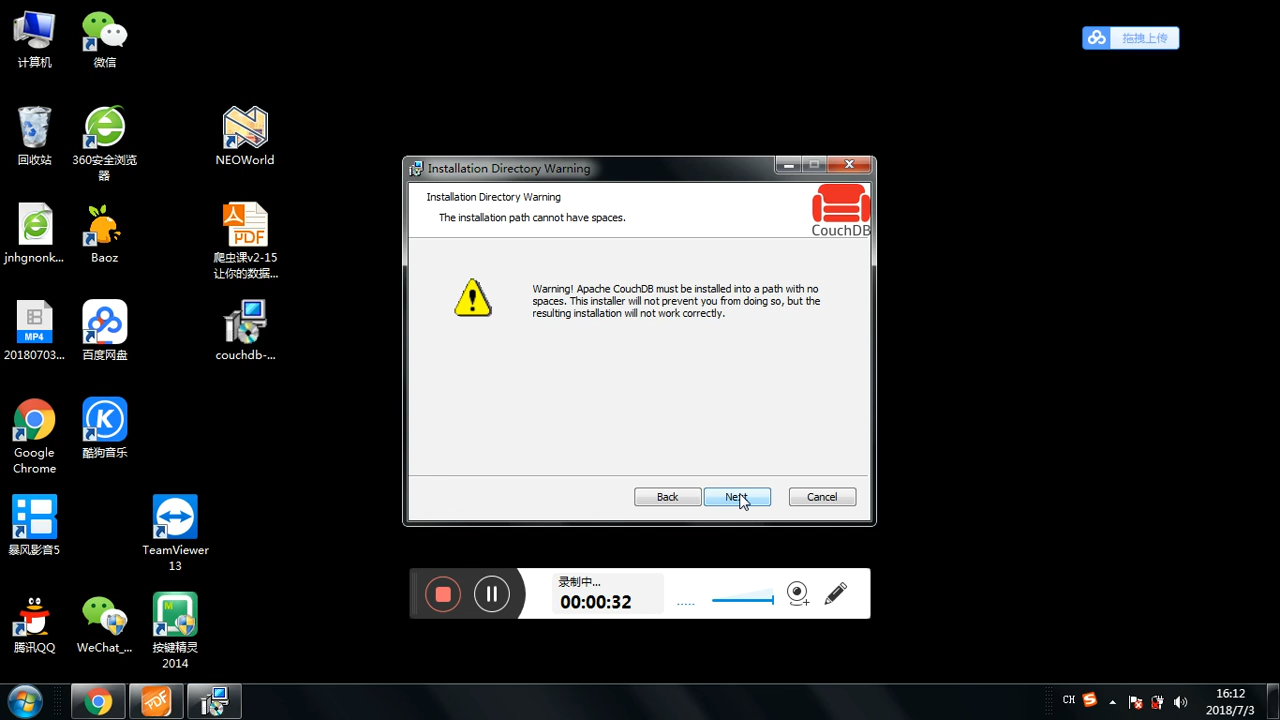 计算机
微信
拖拽上传
回收站
360安全浏览
器
NEOWorld
jnhgnonk...
Baoz
PDF
爬虫课v2-15
让你的数据...
MP4
20180703...
百度网盘
couchdb-...
Google
Chrome
酷狗音乐
暴风影音5
TeamViewer
13
腾讯QQ
WeChat_...
按键精灵
2014
Installation Directory Warning
Installation Directory Warning
The installation path cannot have spaces.
CouchDB
Warning! Apache CouchDB must be installed into a path with no
spaces. This installer will not prevent you from doing so, but the
resulting installation will not work correctly.
Back
Next
Cancel
录制中...
00:00:32
PDF
CH
16:12
2018/7/3